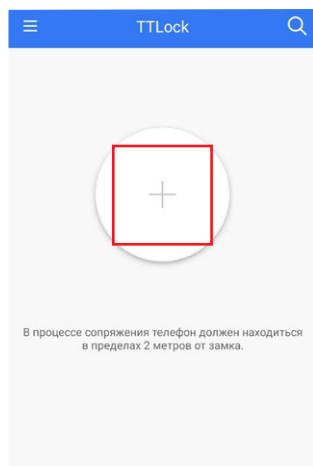 TTLock
В процессе сопряжения телефон должен находиться
в пределах 2 метров от замка.